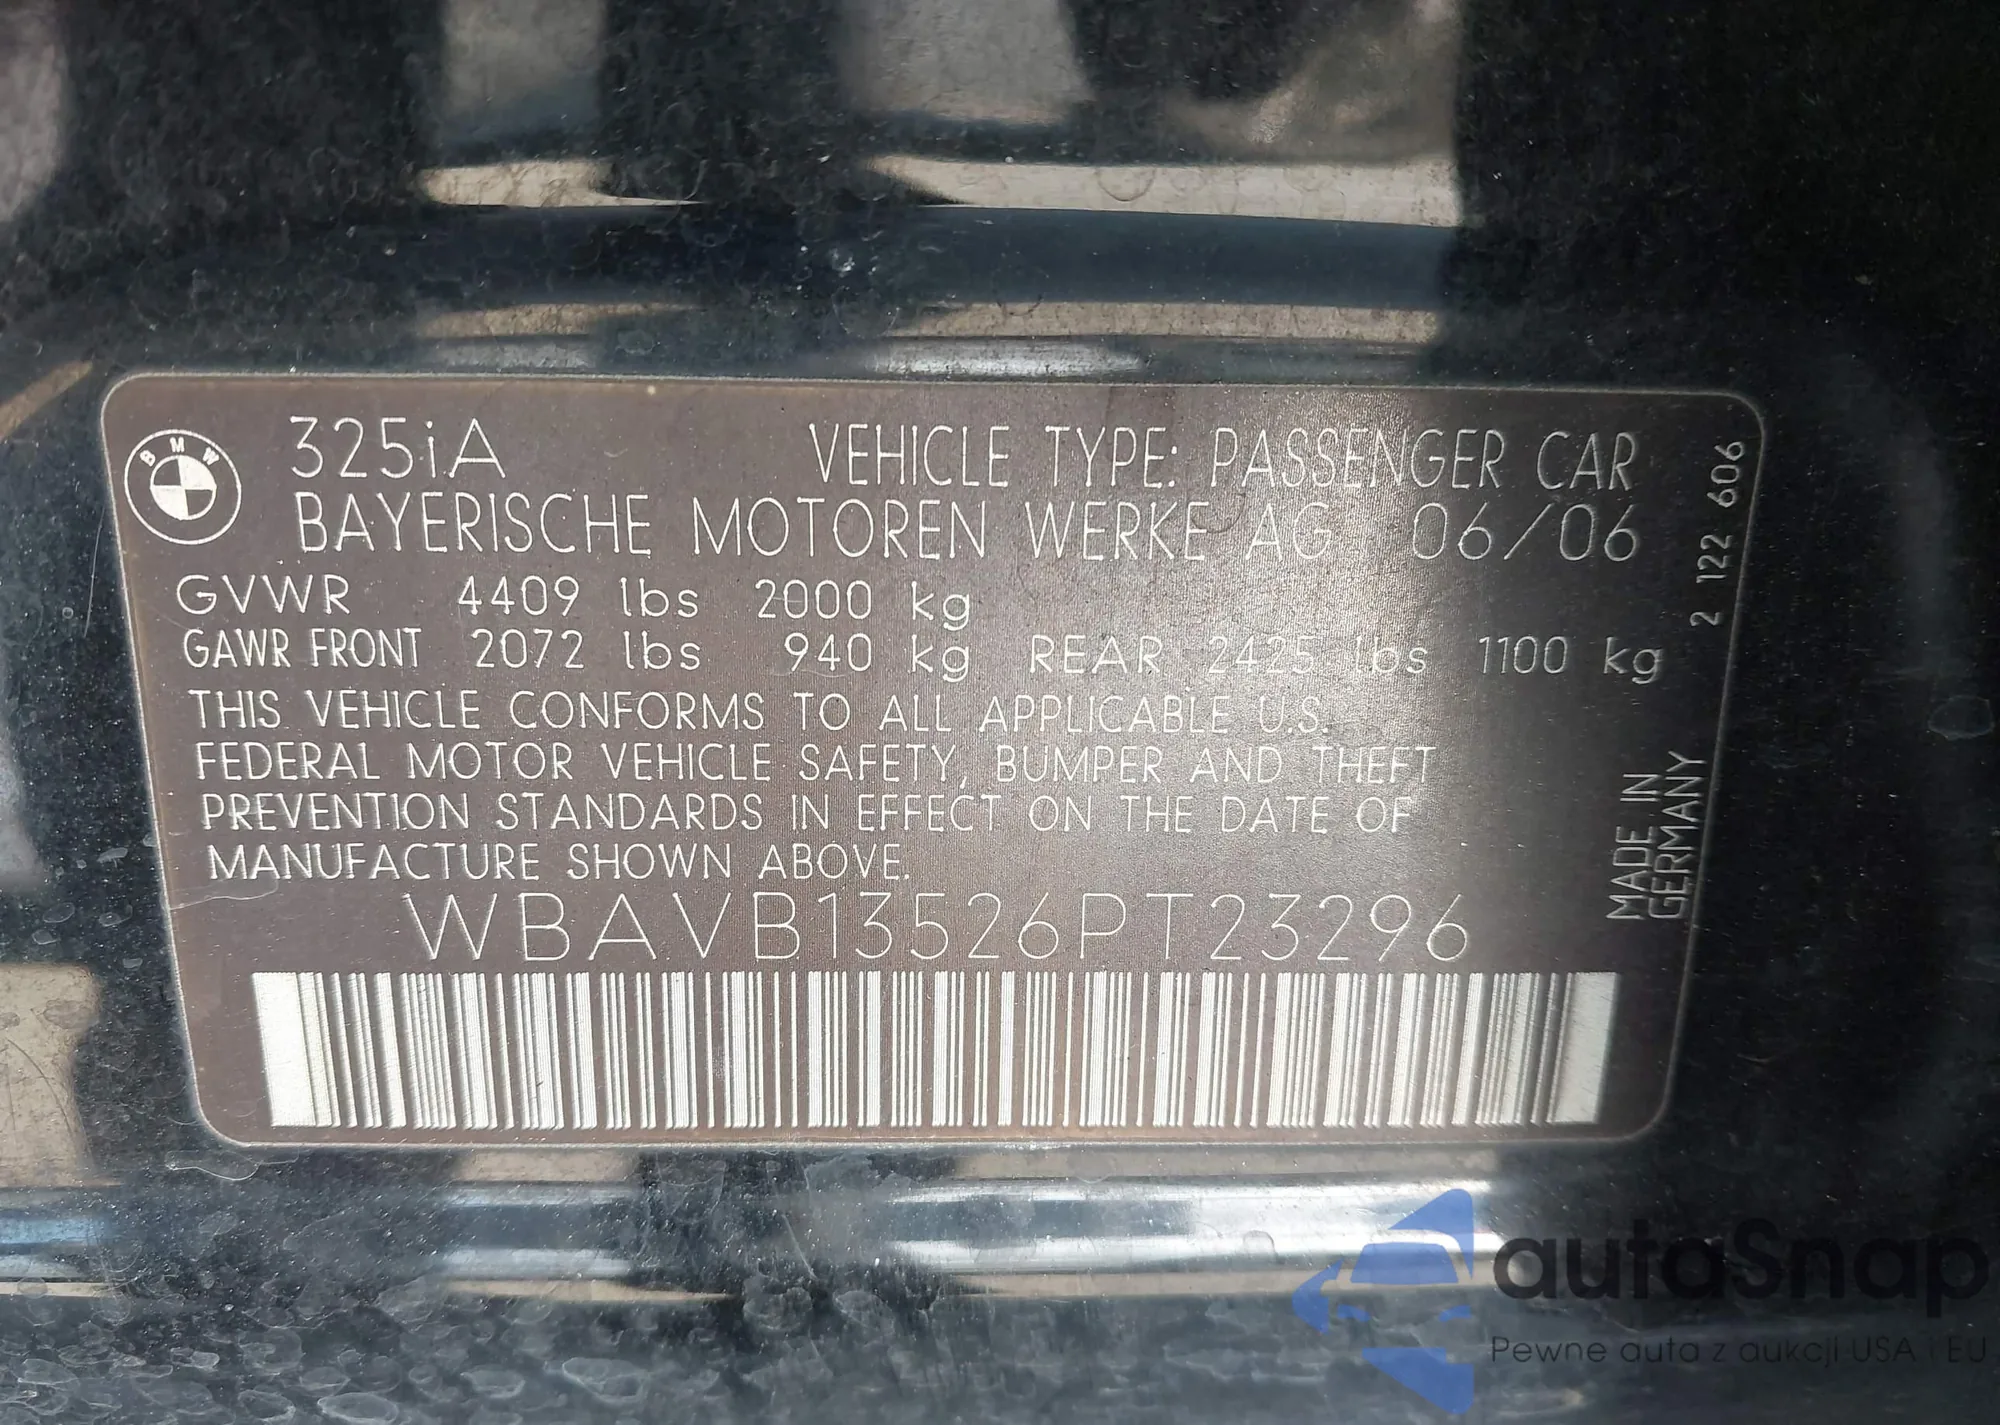 BMW
325iA VEHICLE TYPE: PASSENGER CAR
BAYERISCHE MOTOREN WERKE AG 06/06
GVWR 4409 lbs 2000 kg
GAWR FRONT 2072 lbs 940 kg REAR 2425 lbs 1100 kg
THIS VEHICLE CONFORMS TO ALL APPLICABLE U.S.
FEDERAL MOTOR VEHICLE SAFETY, BUMPER AND THEFT
PREVENTION STANDARDS IN EFFECT ON THE DATE OF
MANUFACTURE SHOWN ABOVE.
WBAVB13526PT23296
2 122 606
MADE IN
GERMANY
autaSnap
Pewne auta z aukcji USA i EU